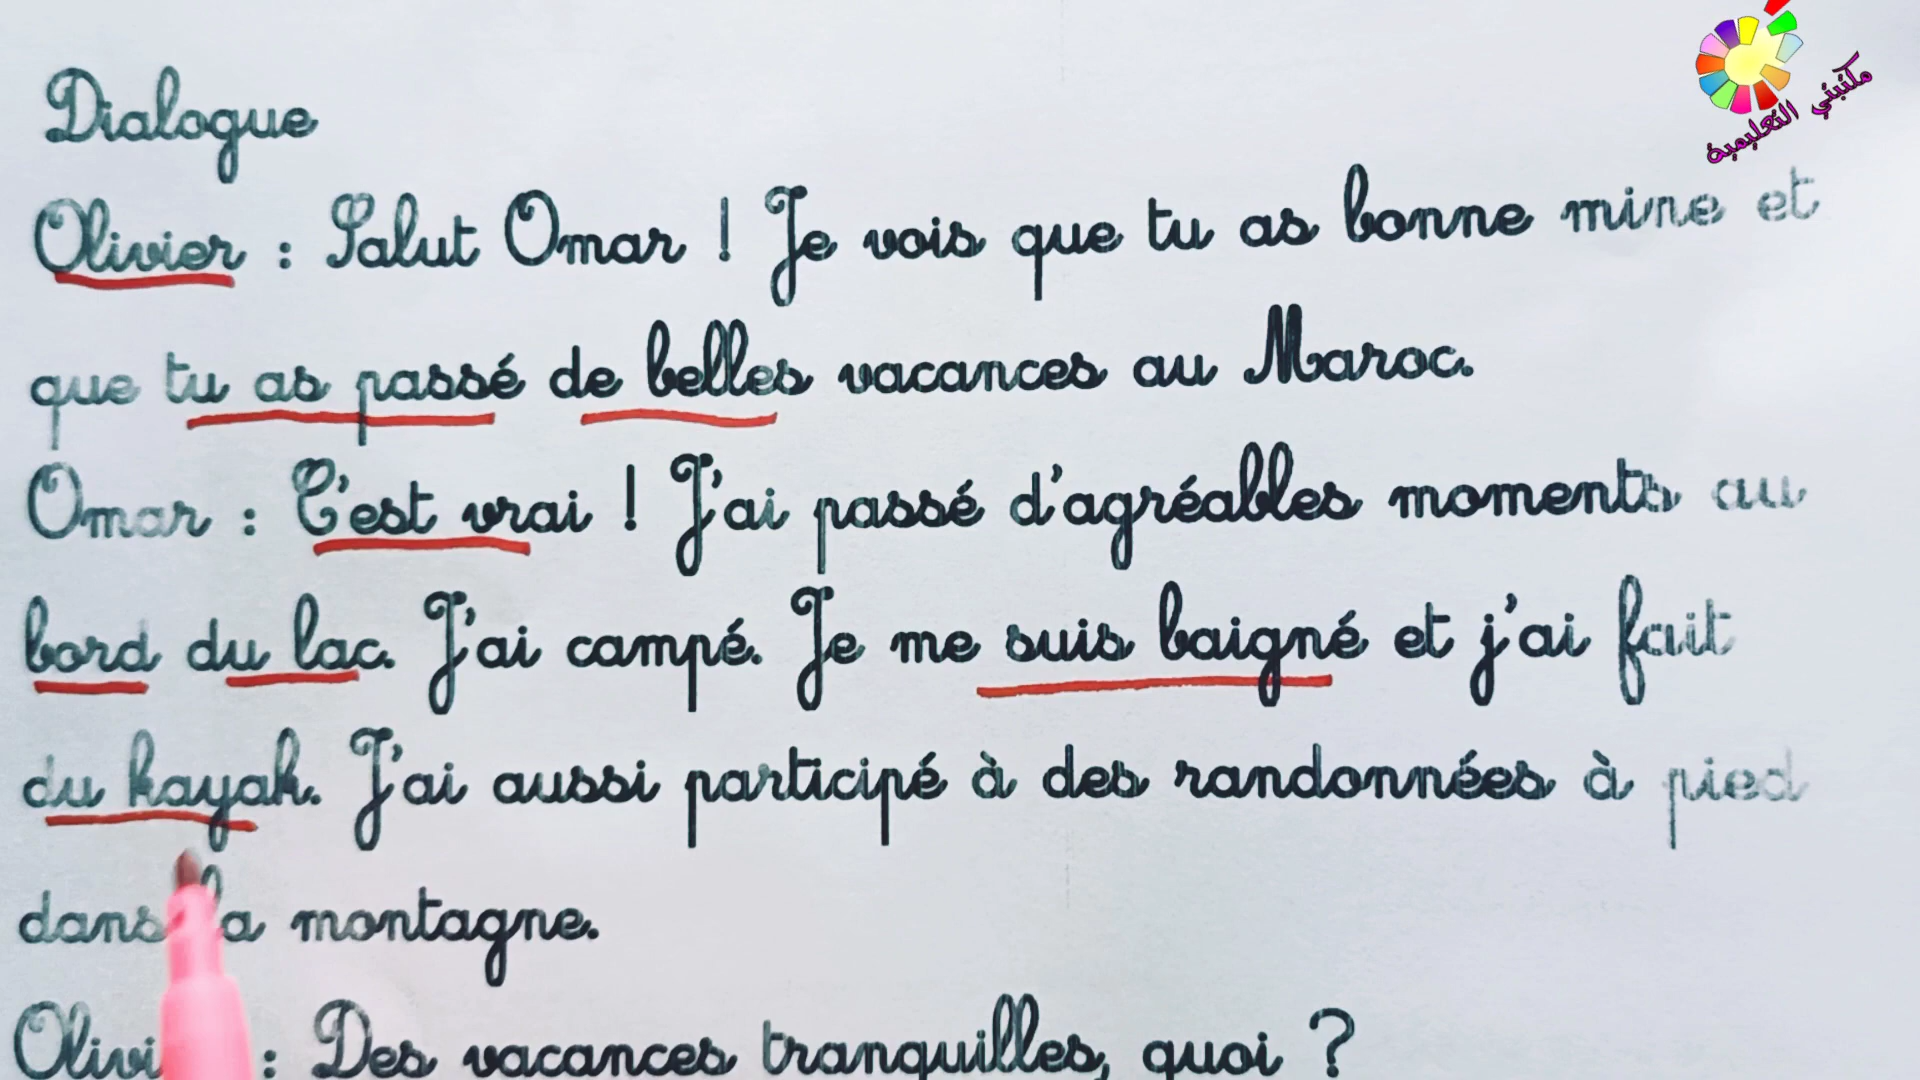 مكتبتي التعليمية
Dialogue
Olivier : Salut Omar ! Je vois que tu as bonne mine et
que tu as passé de belles vacances au Maroc.
Omar : C'est vrai ! J'ai passé d'agréables moments au
bord du lac. J'ai campé. Je me suis baigné et j'ai fait
du kayak. J'ai aussi participé à des randonnées à pied
dans la montagne.
Olivi : Des vacances tranquilles, quoi ?